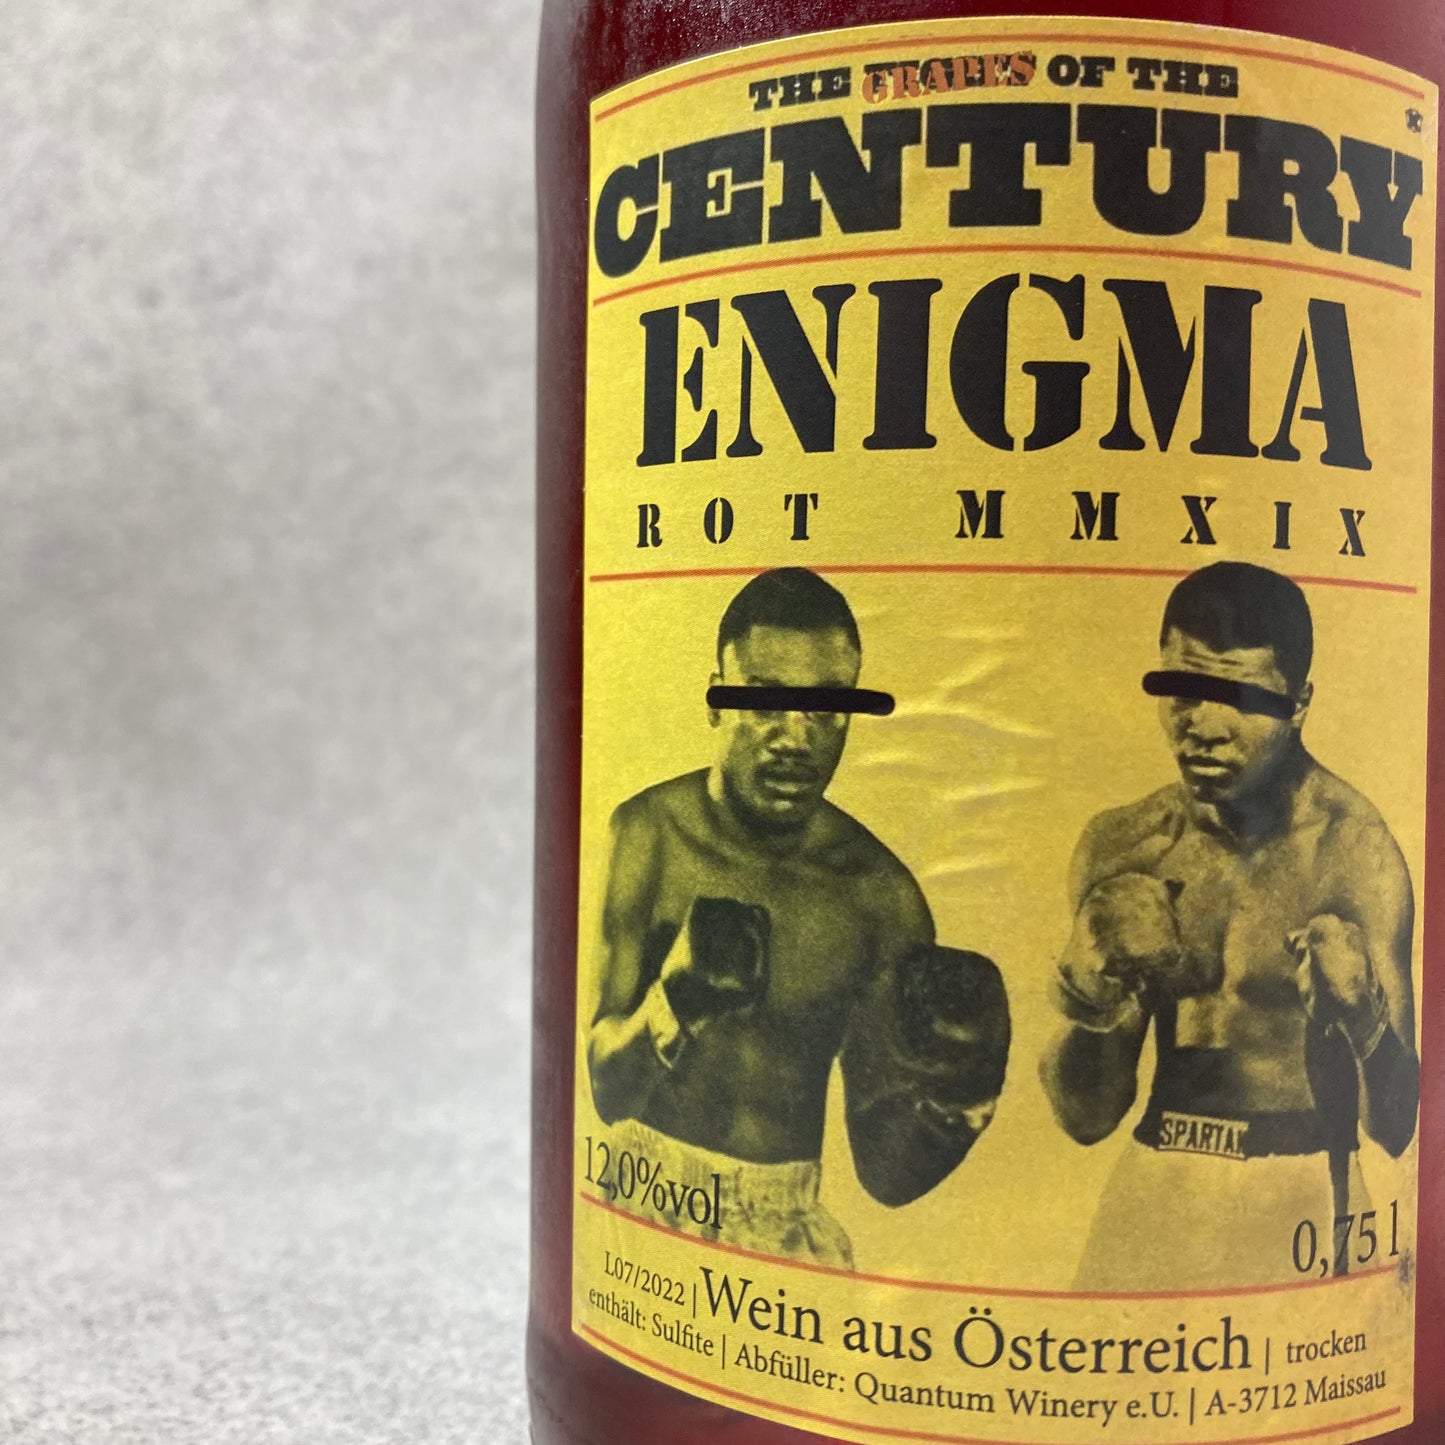 THE GRAPES OF THE
CENTURY
ENIGMA
ROT MMXIX
SPARTAK
12,0%vol
0,75 l
L07/2022 | Wein aus Österreich | trocken
enthält: Sulfite | Abfüller: Quantum Winery e.U. | A-3712 Maissau